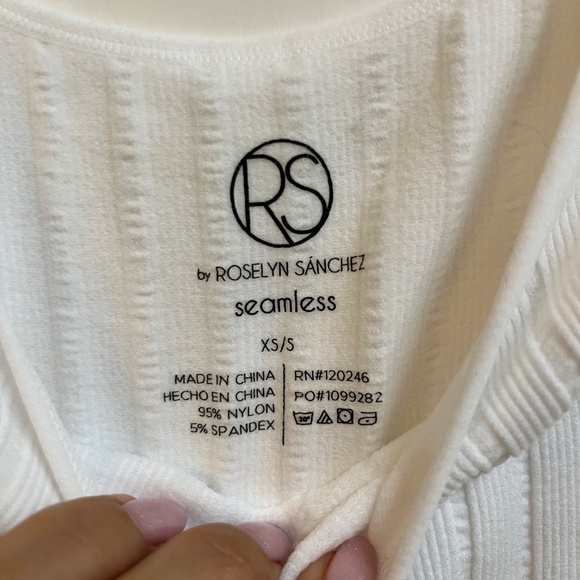 RS
by ROSELYN SÁNCHEZ
seamless
XS/S
MADE IN CHINA
HECHO EN CHINA
95% NYLON
5% SPANDEX
RN#120246
PO#1099282
30°